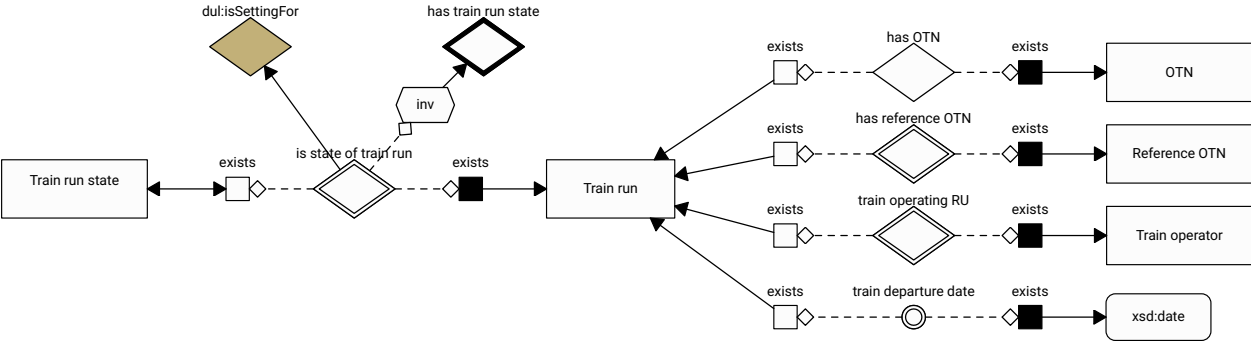 dul:isSettingFor
has train run state
inv
Train run state
exists
is state of train run
exists
Train run
exists
has OTN
exists
OTN
exists
has reference OTN
exists
Reference OTN
exists
train operating RU
exists
Train operator
exists
train departure date
exists
xsd:date